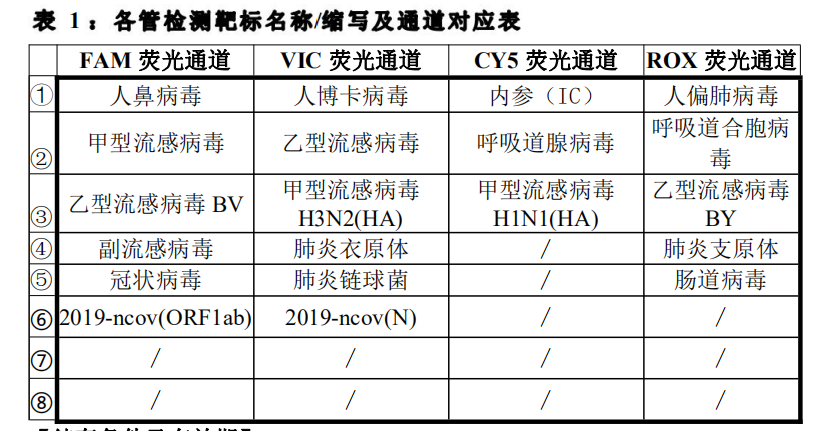 表 1：各管检测靶标名称/缩写及通道对应表
FAM 荧光通道 VIC 荧光通道 CY5 荧光通道 ROX 荧光通道
① 人鼻病毒 人博卡病毒 内参（IC） 人偏肺病毒
② 甲型流感病毒 乙型流感病毒 呼吸道腺病毒 呼吸道合胞病
毒
③ 乙型流感病毒 BV 甲型流感病毒 甲型流感病毒 乙型流感病毒
H3N2(HA) H1N1(HA) BY
④ 副流感病毒 肺炎衣原体 / 肺炎支原体
⑤ 冠状病毒 肺炎链球菌 / 肠道病毒
⑥ 2019-ncov(ORF1ab) 2019-ncov(N) / /
⑦ / / / /
⑧ / / / /